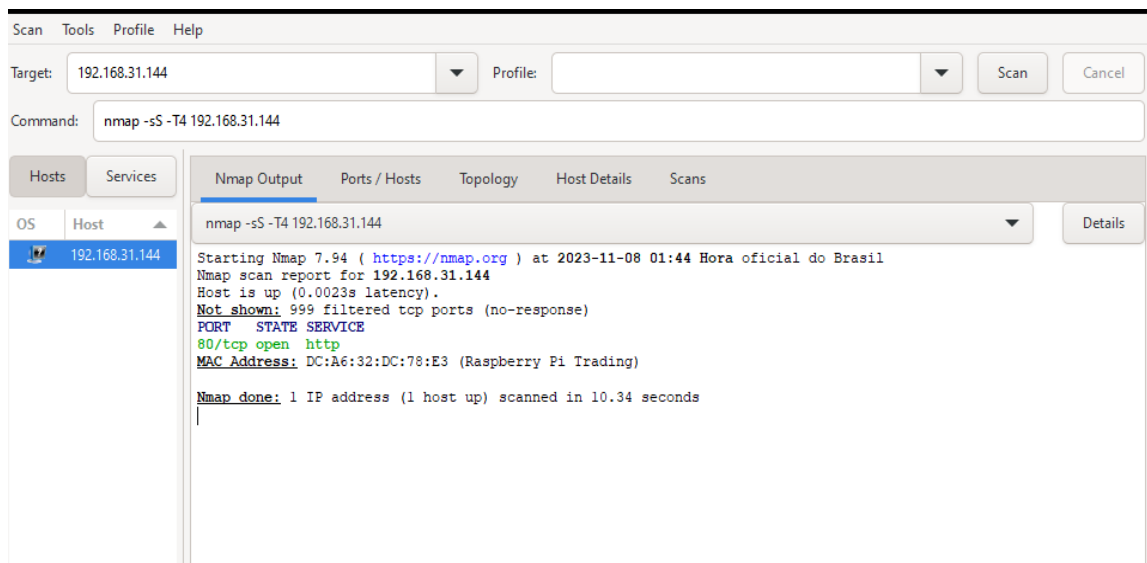 Scan Tools Profile Help
Target: 192.168.31.144 Profile: Scan Cancel
Command: nmap -sS -T4 192.168.31.144
Hosts Services Nmap Output Ports / Hosts Topology Host Details Scans
OS Host nmap -sS -T4 192.168.31.144 Details
192.168.31.144
Starting Nmap 7.94 ( https://nmap.org ) at 2023-11-08 01:44 Hora oficial do Brasil
Nmap scan report for 192.168.31.144
Host is up (0.0023s latency).
Not shown: 999 filtered tcp ports (no-response)
PORT STATE SERVICE
80/tcp open http
MAC Address: DC:A6:32:DC:78:E3 (Raspberry Pi Trading)
Nmap done: 1 IP address (1 host up) scanned in 10.34 seconds